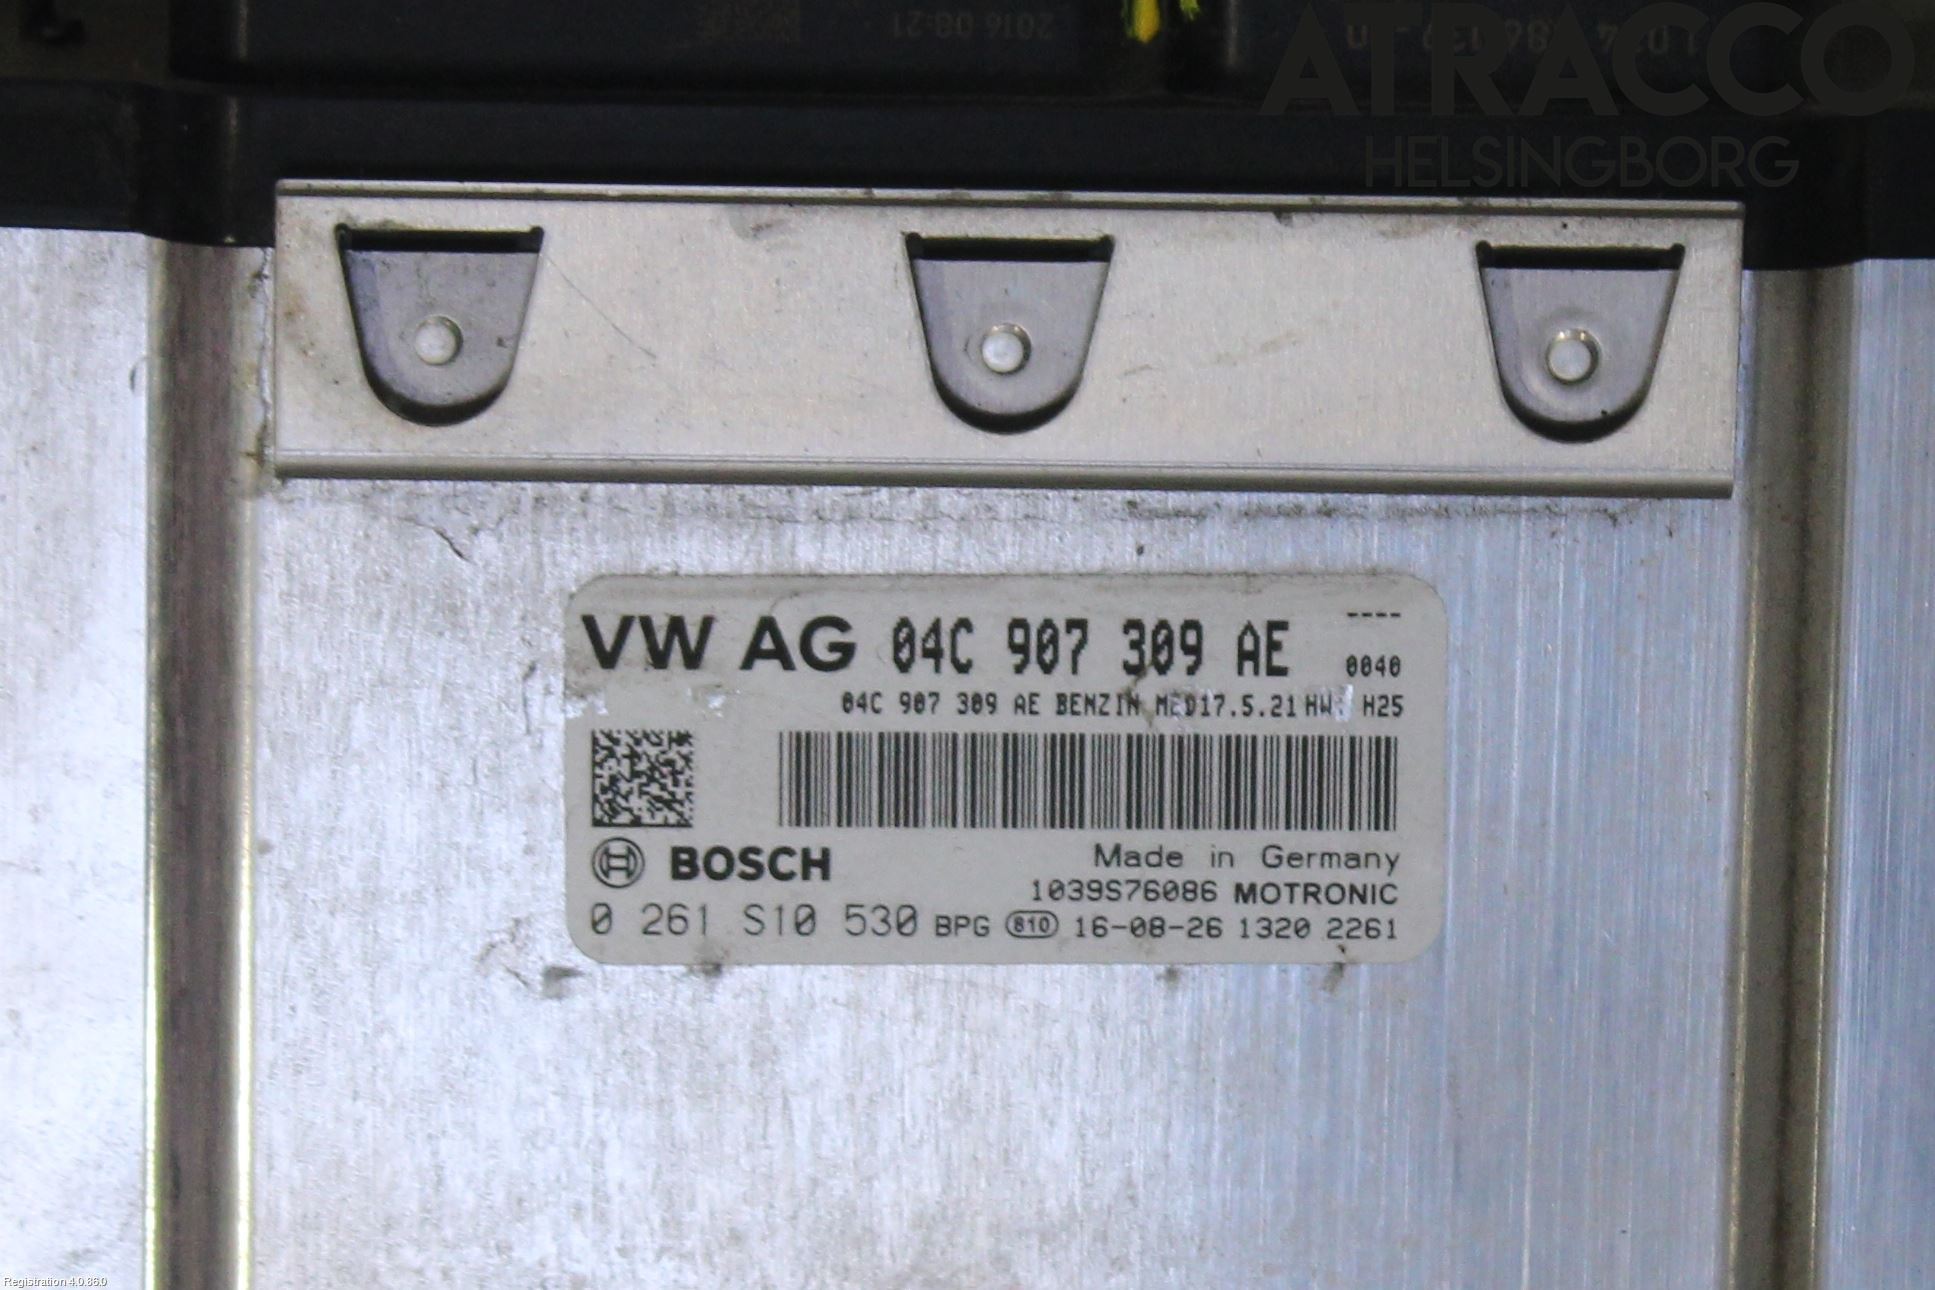 2016 08:21
ATRACCO
HELSINGBORG
VW AG 04C 907 309 AE ----
0040
04C 907 309 AE BENZIN MED17.5.21 HW: H25
BOSCH
Made in Germany
1039S76086 MOTRONIC
0 261 S10 530 BPG 810 16-08-26 1320 2261
Registration 4.0.86.0